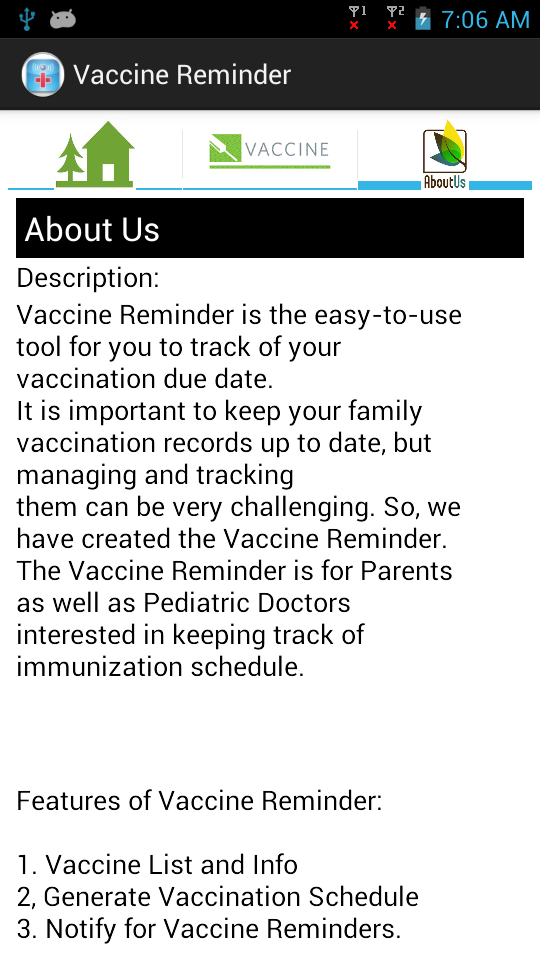 1 2 7:06 AM
Vaccine Reminder
VACCINE
AboutUs
About Us
Description:
Vaccine Reminder is the easy-to-use
tool for you to track of your
vaccination due date.
It is important to keep your family
vaccination records up to date, but
managing and tracking
them can be very challenging. So, we
have created the Vaccine Reminder.
The Vaccine Reminder is for Parents
as well as Pediatric Doctors
interested in keeping track of
immunization schedule.
Features of Vaccine Reminder:
1. Vaccine List and Info
2, Generate Vaccination Schedule
3. Notify for Vaccine Reminders.